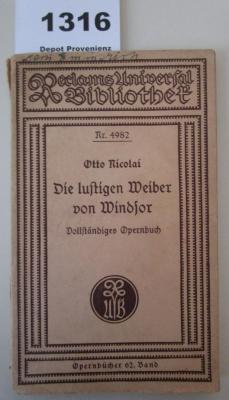 1316
Depot Provenienz
Reclams Universal
Bibliothek
Nr. 4982
Otto Nicolai
Die lustigen Weiber
von Windsor
Vollständiges Opernbuch
UB
Opernbücher 62. Band